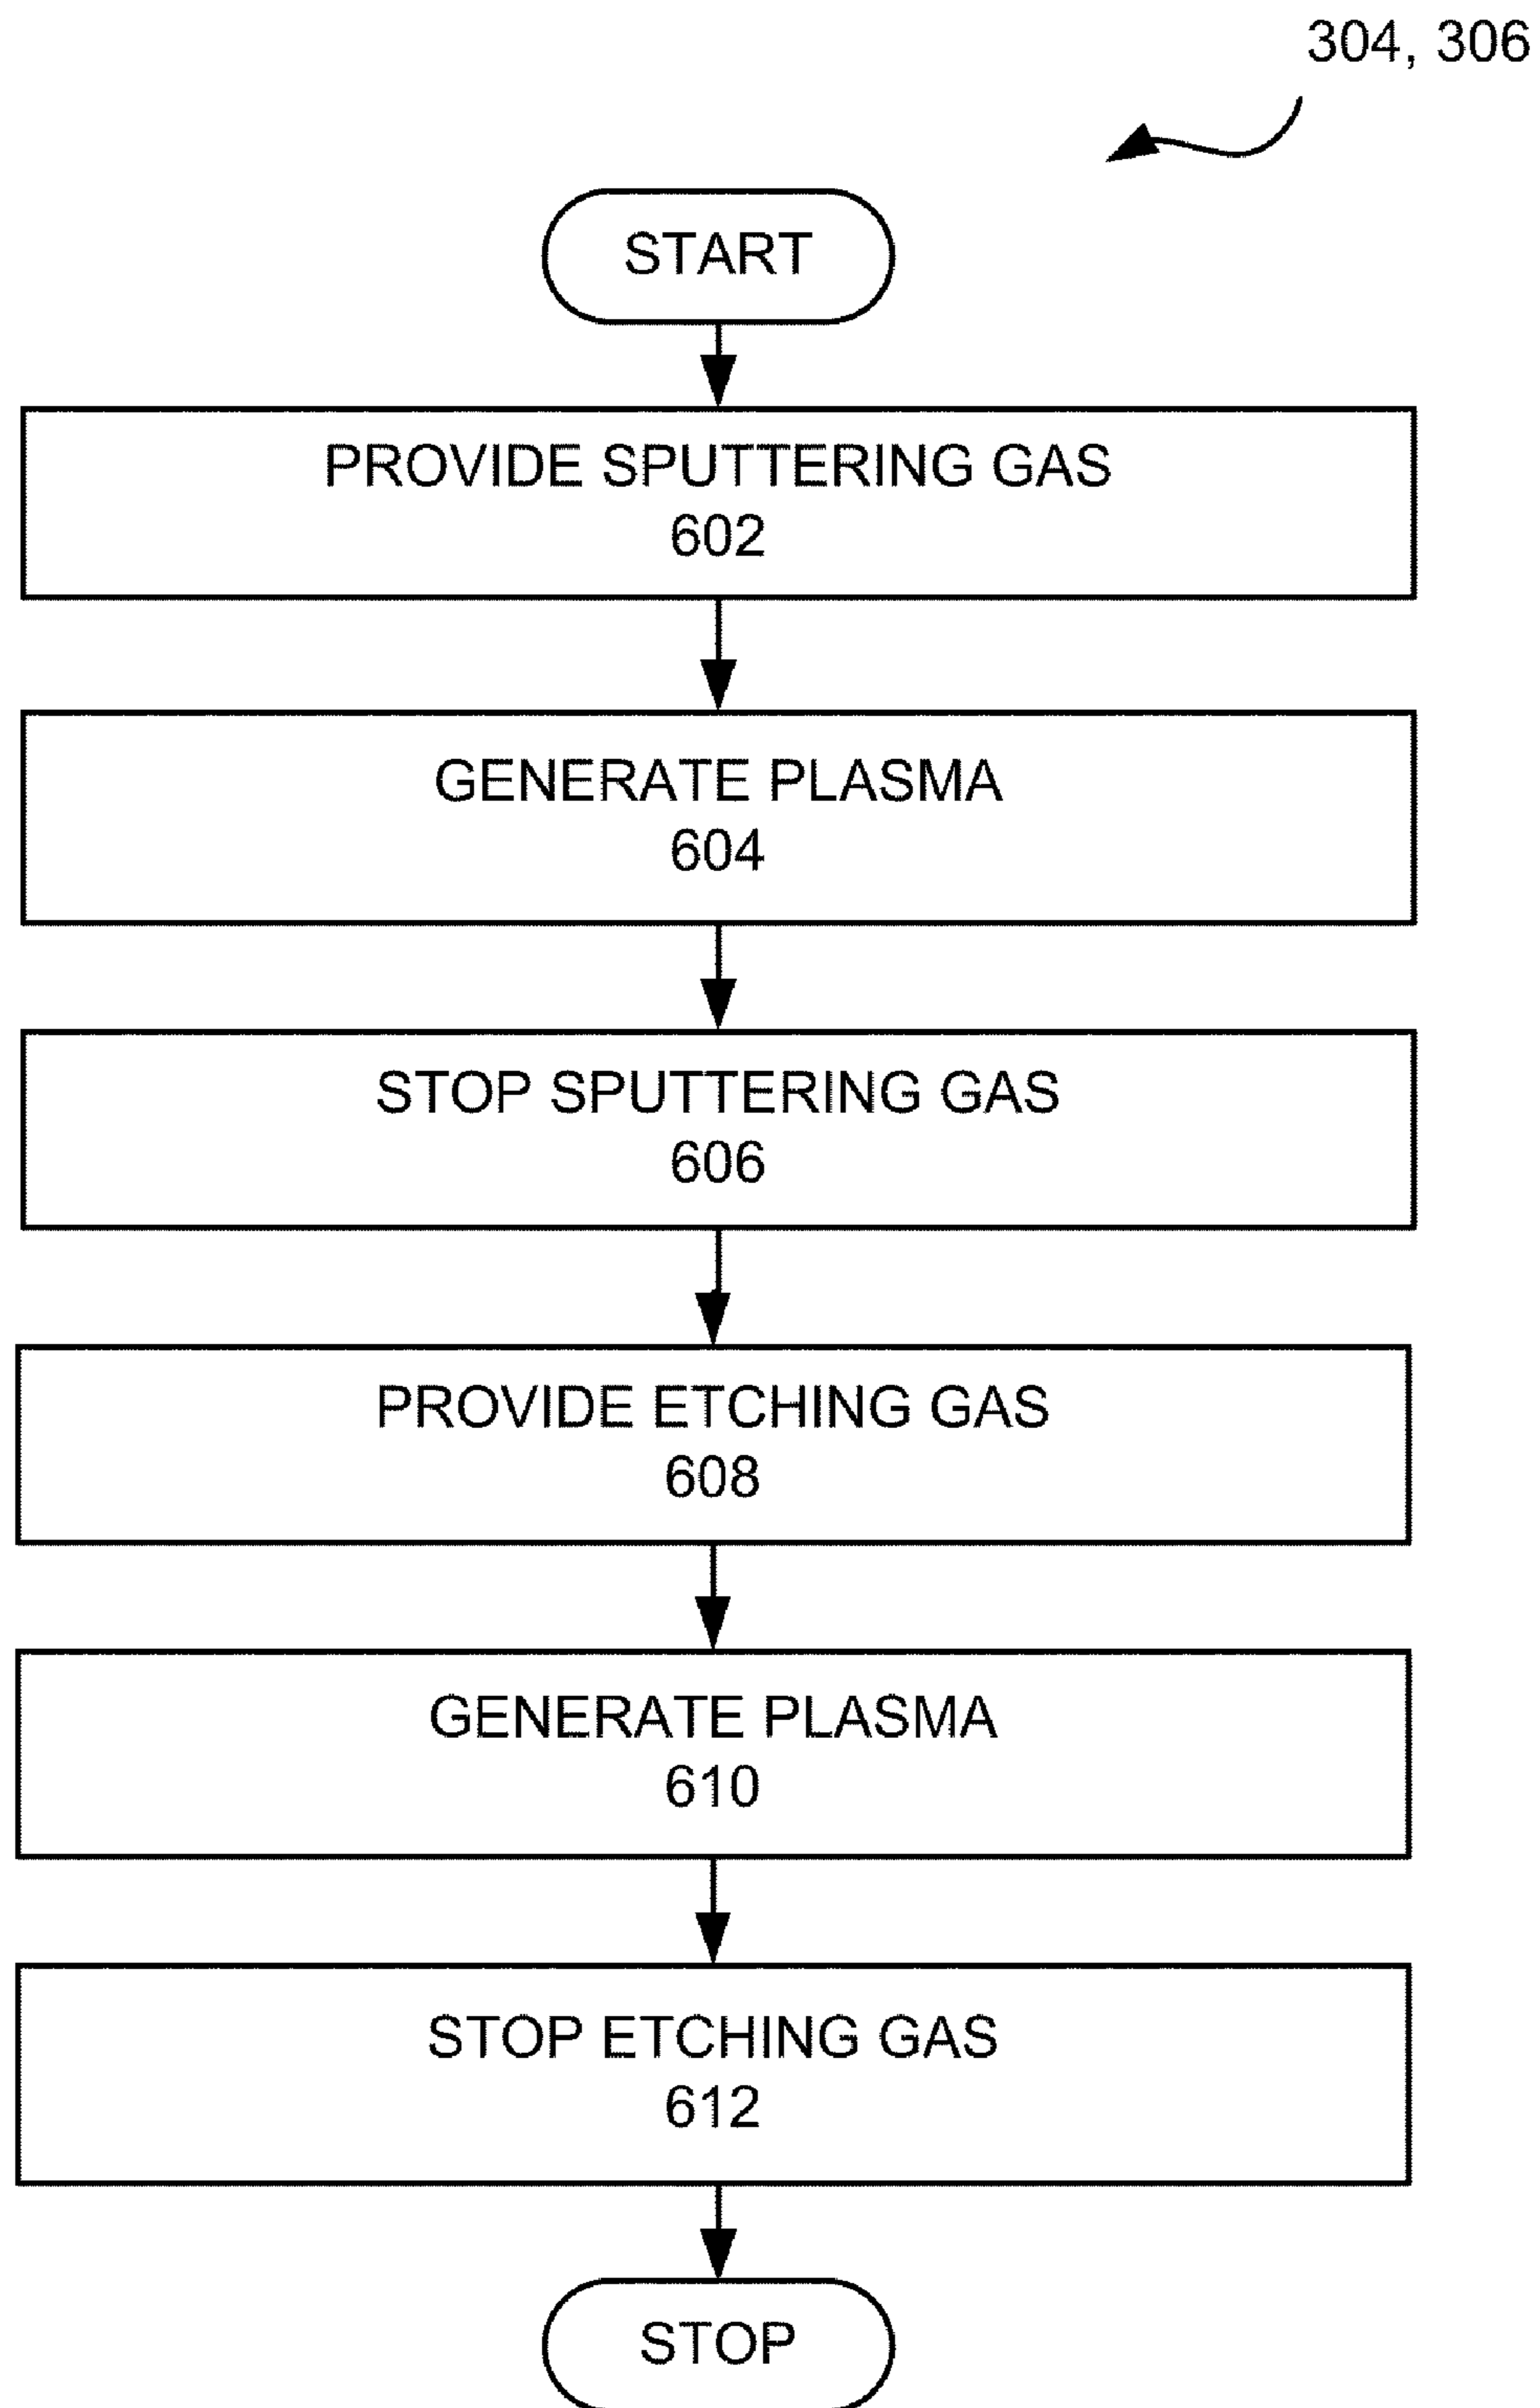 304, 306
START
PROVIDE SPUTTERING GAS
602
GENERATE PLASMA
604
STOP SPUTTERING GAS
606
PROVIDE ETCHING GAS
608
GENERATE PLASMA
610
STOP ETCHING GAS
612
STOP